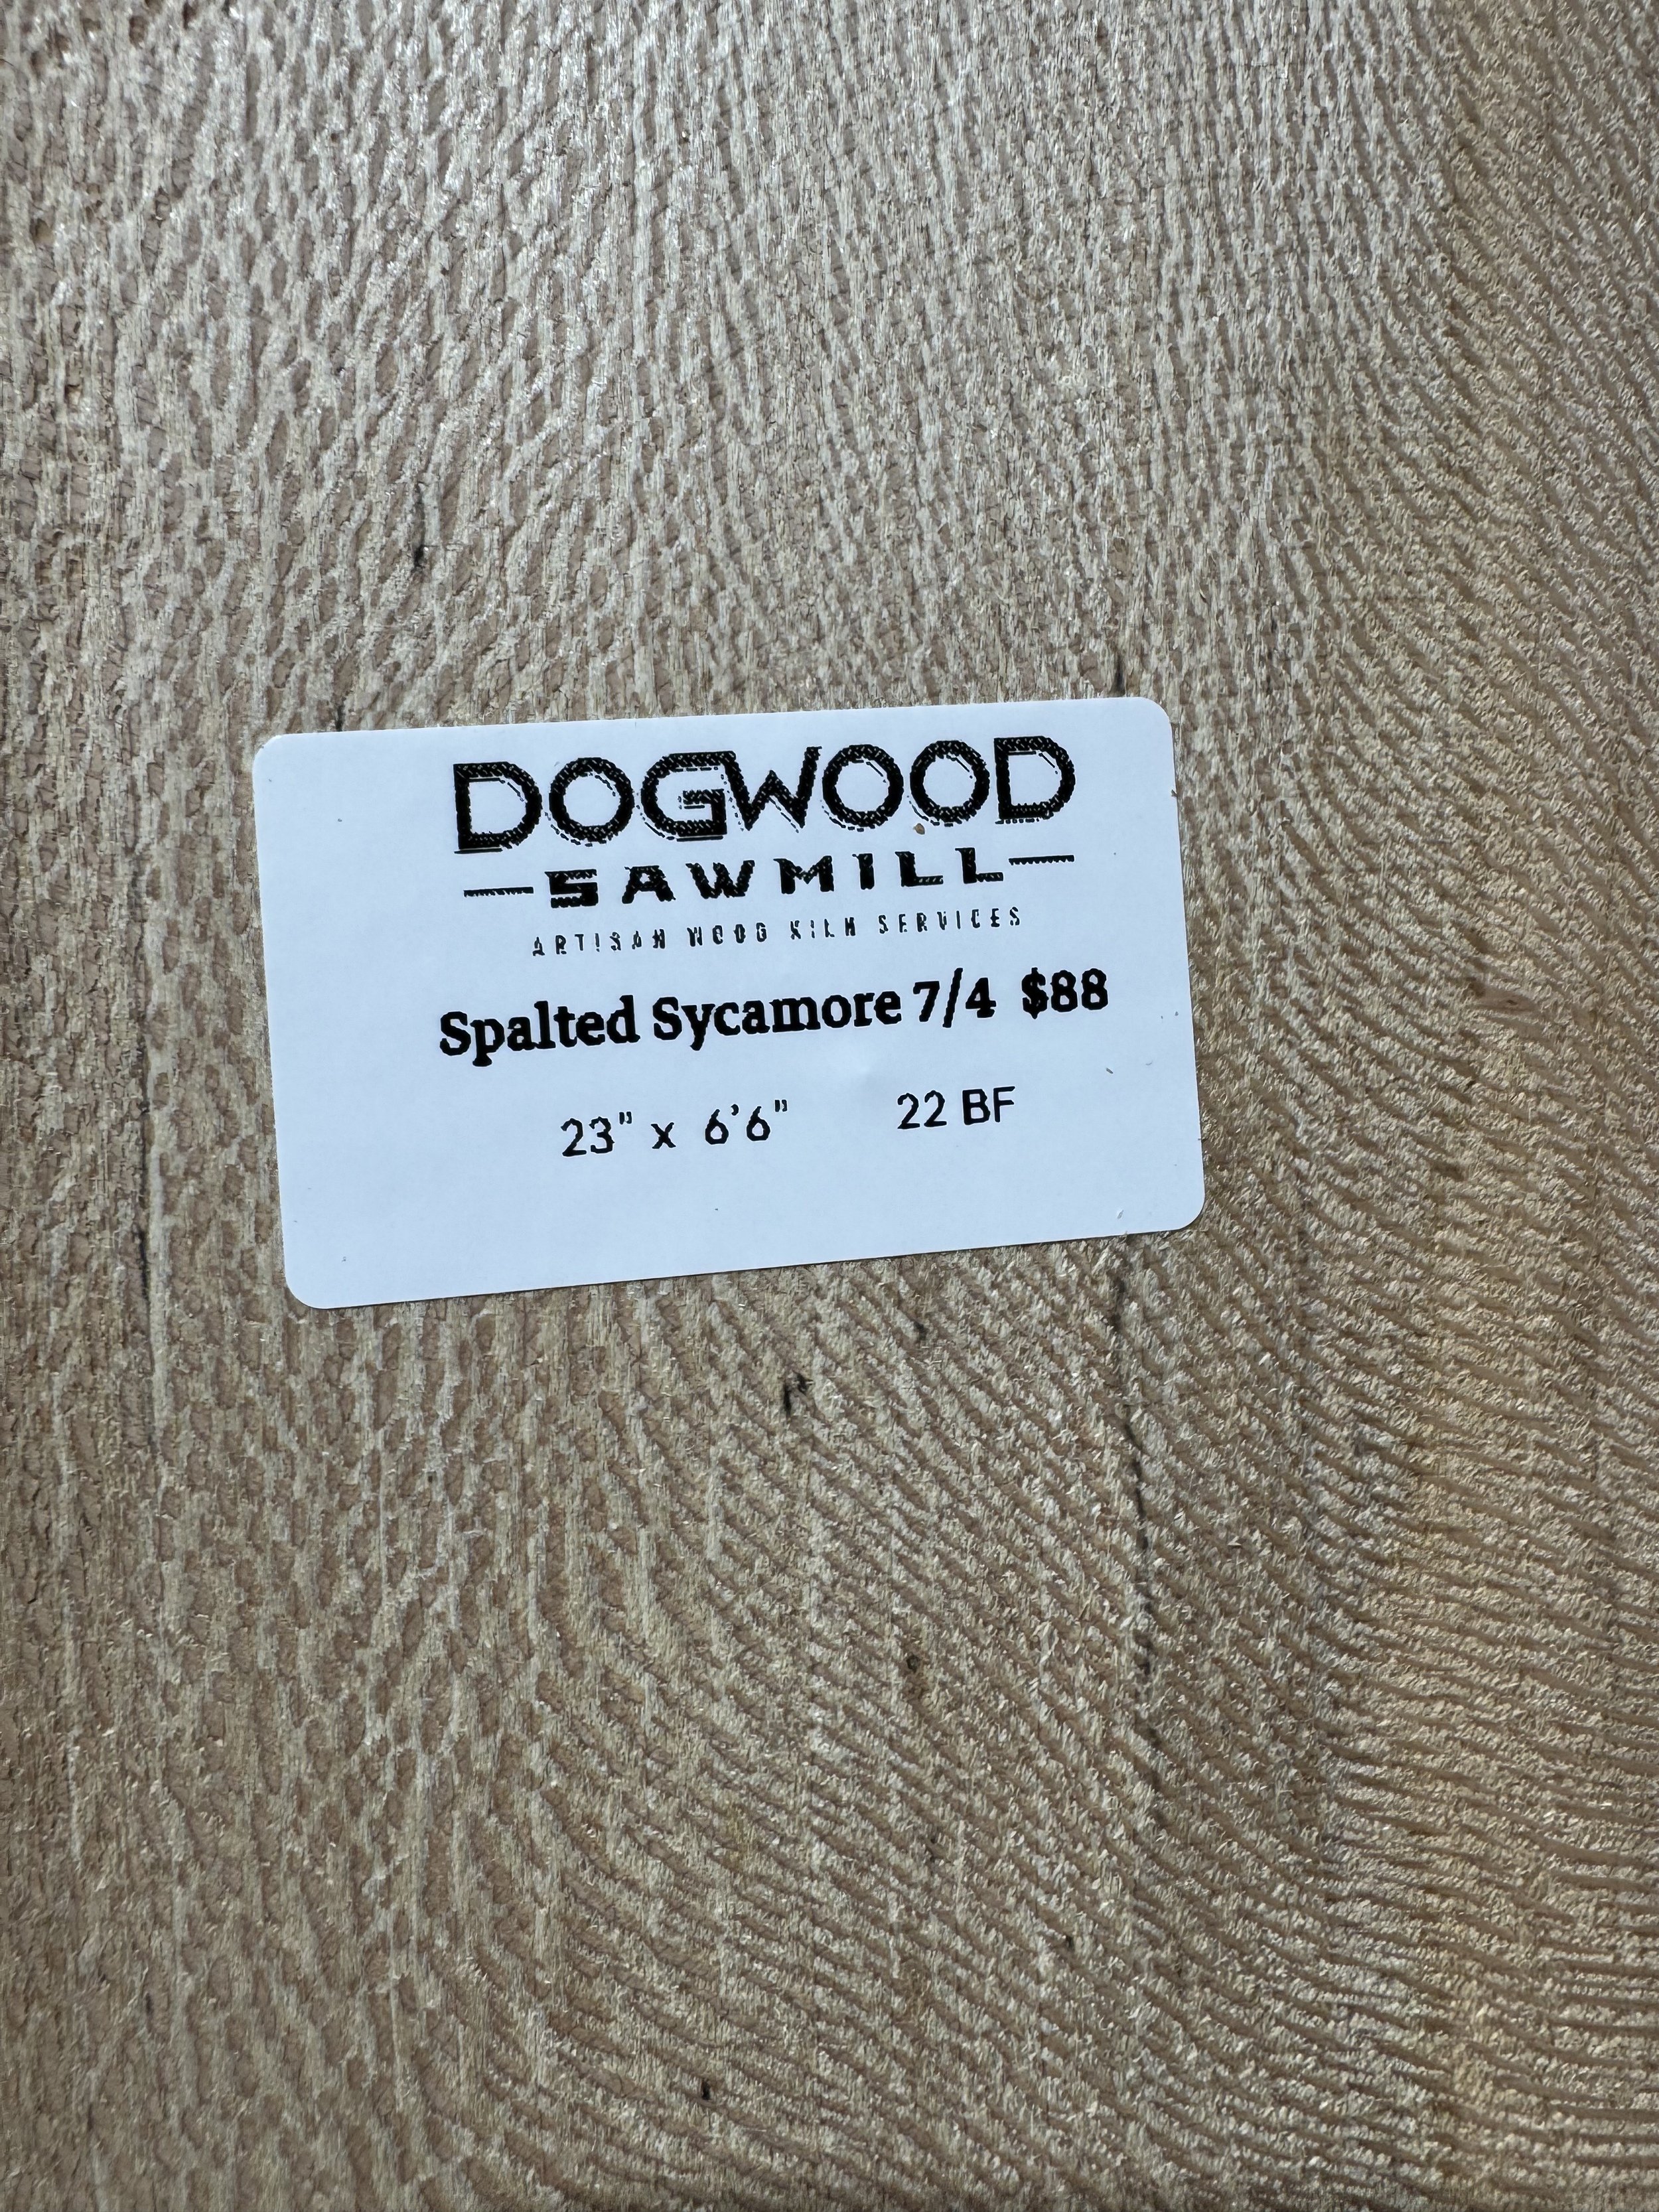 DOGWOOD
SAWMILL
ARTISAN WOOD KILN SERVICES
Spalted Sycamore 7/4 $88
23" x 6'6" 22 BF